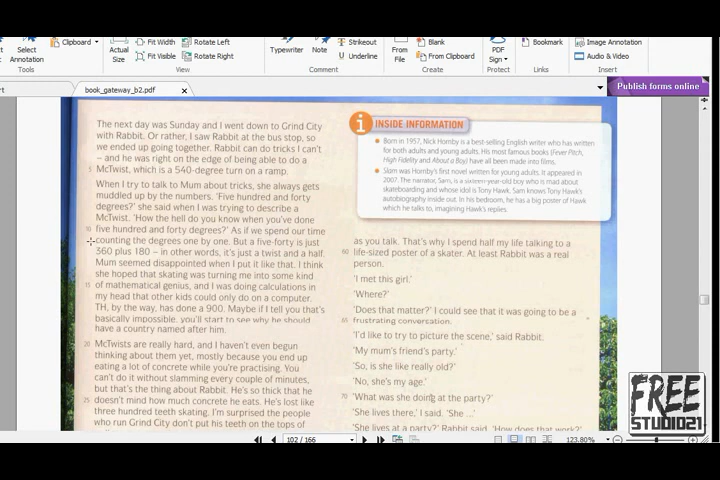 Clipboard
Fit Width
Rotate Left
Strikeout
Blank
Bookmark
Image Annotation
Select
Annotation
Actual
Size
Fit Visible
Rotate Right
Typewriter
Note
Underline
From
File
From Clipboard
PDF
Sign
Audio & Video
Tools
View
Comment
Create
Protect
Links
Insert
rt
book_gateway_b2.pdf
Publish forms online
The next day was Sunday and I went down to Grind City
with Rabbit. Or rather, I saw Rabbit at the bus stop, so
we ended up going together. Rabbit can do tricks I can't
– and he was right on the edge of being able to do a
5 McTwist, which is a 540-degree turn on a ramp.
When I try to talk to Mum about tricks, she always gets
muddled up by the numbers. 'Five hundred and forty
degrees?' she said when I was trying to describe a
McTwist. 'How the hell do you know when you've done
10 five hundred and forty degrees?' As if we spend our time
counting the degrees one by one. But a five-forty is just
360 plus 180 – in other words, it's just a twist and a half.
Mum seemed disappointed when I put it like that. I think
she hoped that skating was turning me into some kind
15 of mathematical genius, and I was doing calculations in
my head that other kids could only do on a computer.
TH, by the way, has done a 900. Maybe if I tell you that's
basically impossible, you'll start to see why he should
have a country named after him.
20 McTwists are really hard, and I haven't even begun
thinking about them yet, mostly because you end up
eating a lot of concrete while you're practising. You
can't do it without slamming every couple of minutes,
but that's the thing about Rabbit. He's so thick that he
25 doesn't mind how much concrete he eats. He's lost like
three hundred teeth skating. I'm surprised the people
who run Grind City don't put his teeth on the tops of
i INSIDE INFORMATION
Born in 1957, Nick Hornby is a best-selling English writer who has written
for both adults and young adults. His most famous books (Fever Pitch,
High Fidelity and About a Boy) have all been made into films.
Slam was Hornby's first novel written for young adults. It appeared in
2007. The narrator, Sam, is a sixteen-year-old boy who is mad about
skateboarding and whose idol is Tony Hawk. Sam knows Tony Hawk's
autobiography inside out. In his bedroom, he has a big poster of Hawk
which he talks to, imagining Hawk's replies.
as you talk. That's why I spend half my life talking to a
60 life-sized poster of a skater. At least Rabbit was a real
person.
'I met this girl.'
'Where?'
'Does that matter?' I could see that it was going to be a
65 frustrating conversation.
'I'd like to try to picture the scene,' said Rabbit.
'My mum's friend's party.'
'So, is she like really old?'
'No, she's my age.'
70 'What was she doing at the party?'
'She lives there,' I said. 'She ...'
'She lives at a party?' Rabbit said. 'How does that work?'
102 / 166
123.80%
FREE
STUDIO21